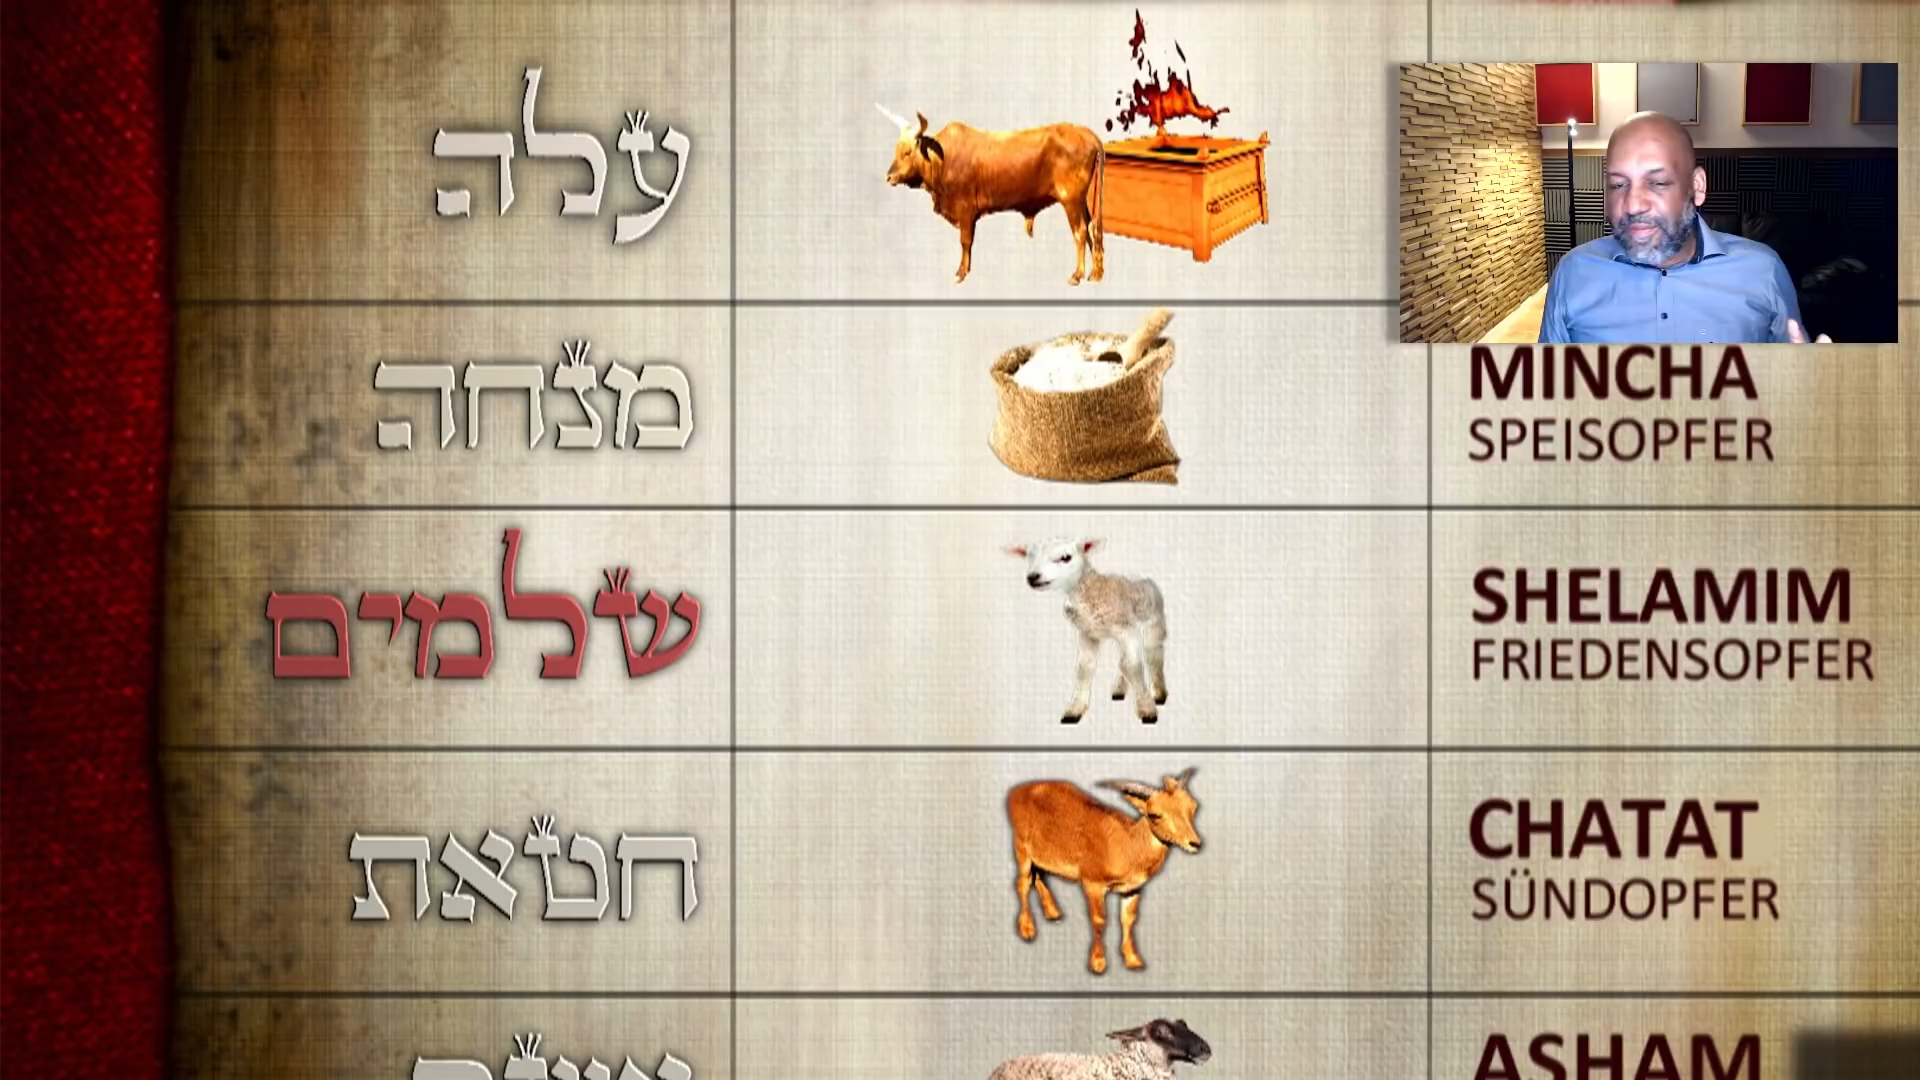 עלה
מנחה
MINCHA
SPEISOPFER
שלמים
SHELAMIM
FRIEDENSOPFER
חטאת
CHATAT
SÜNDOPFER
ASHAM